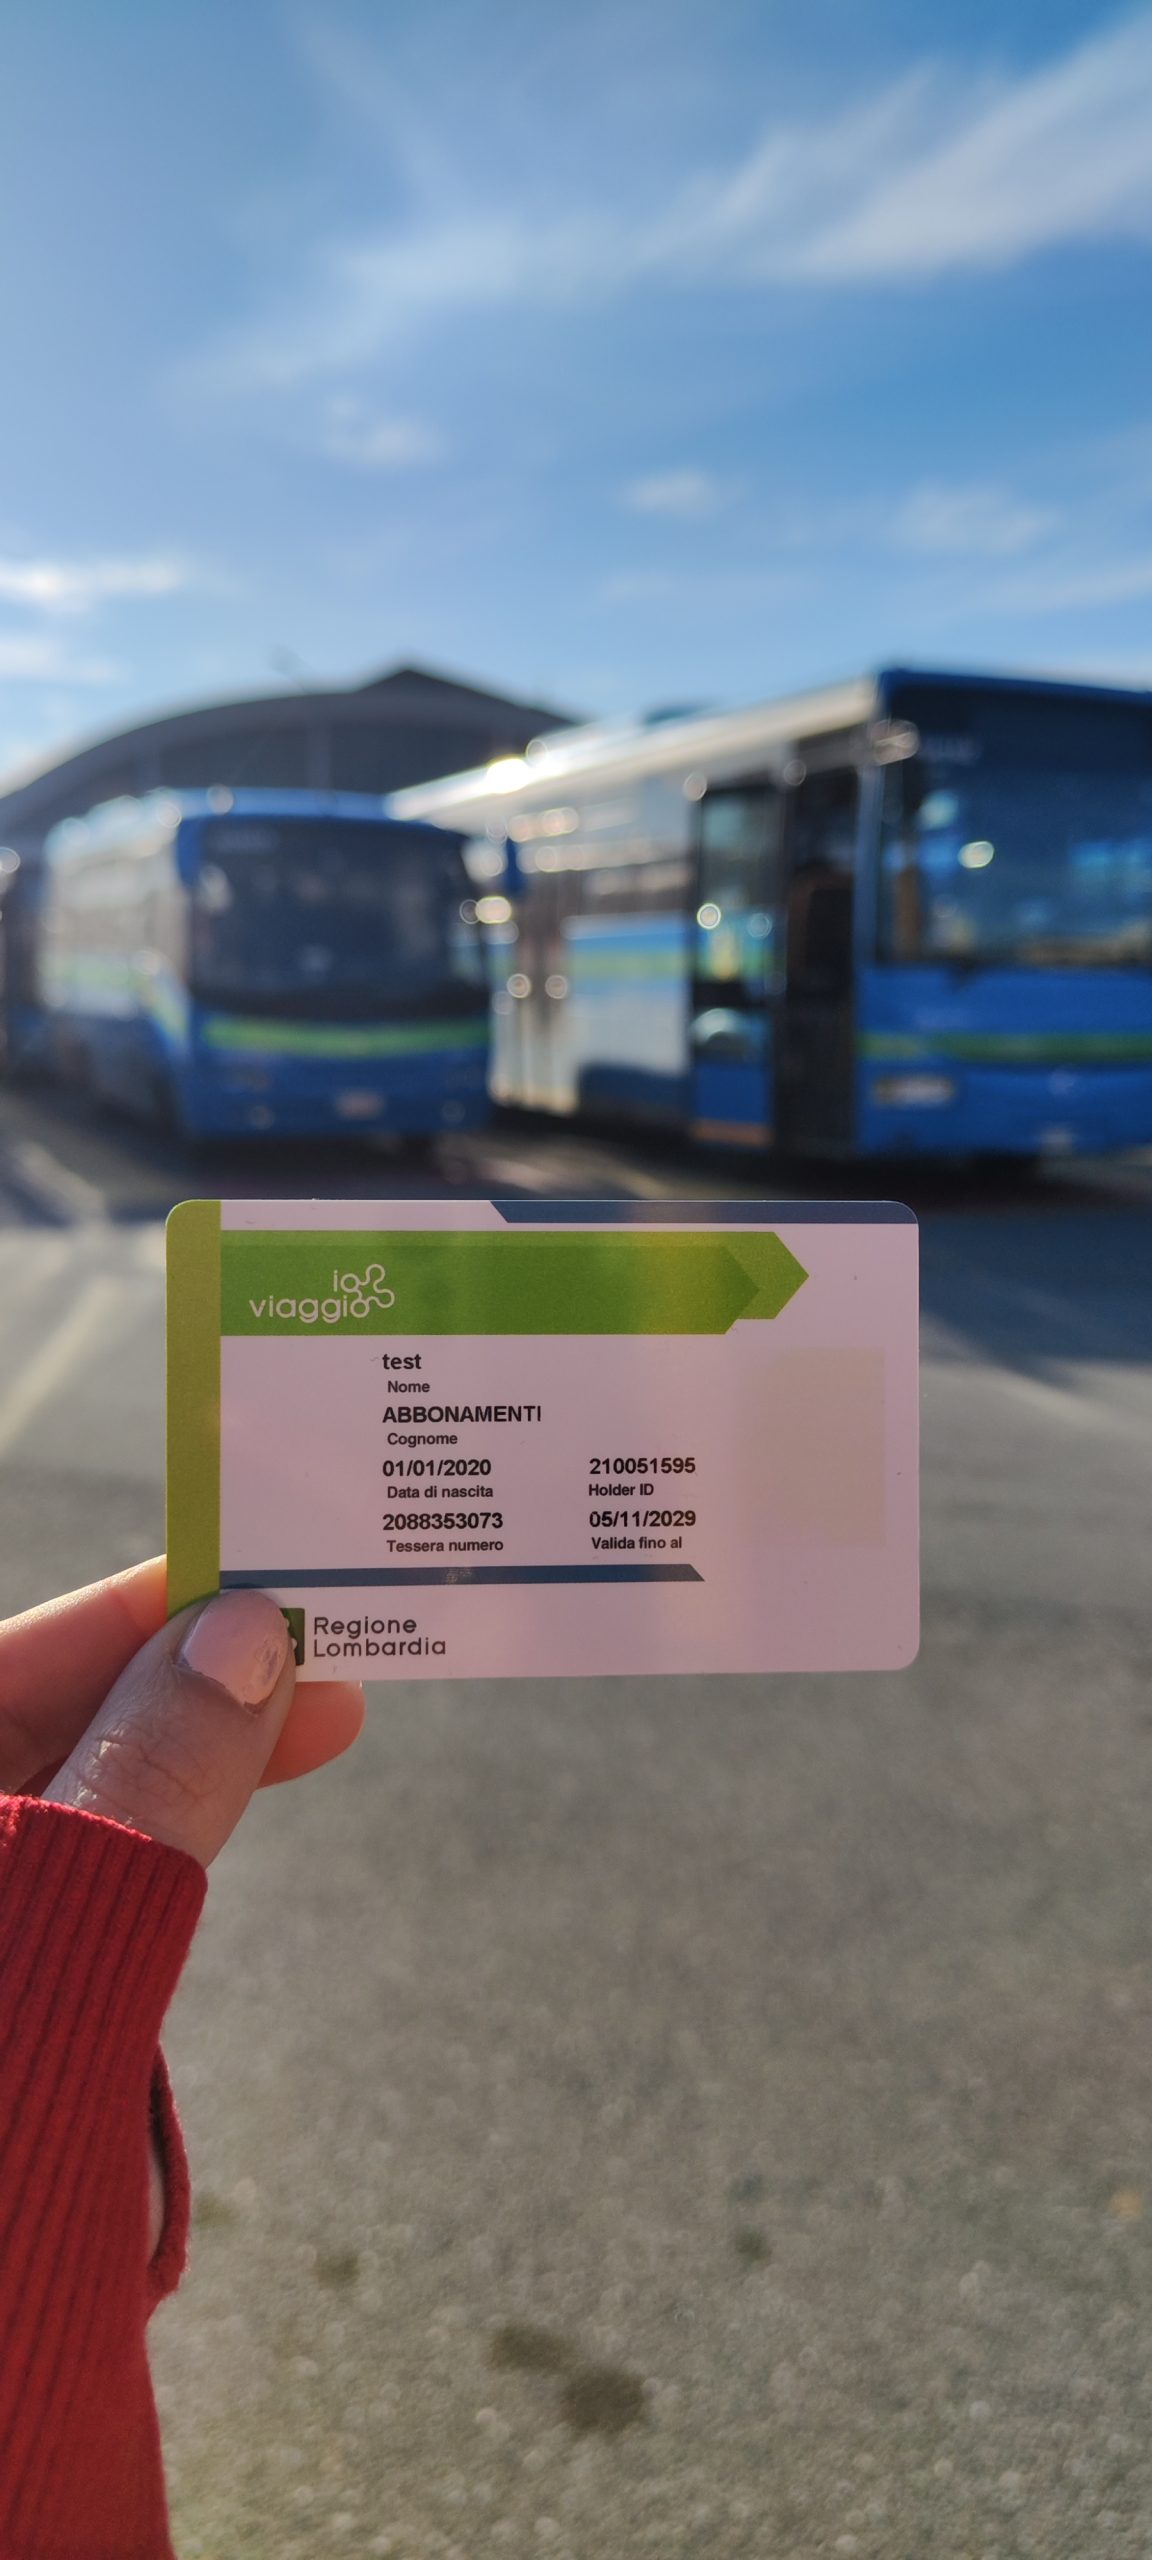 io
viaggio
test
Nome
ABBONAMENTI
Cognome
01/01/2020 210051595
Data di nascita Holder ID
2088353073 05/11/2029
Tessera numero Valida fino al
Regione
Lombardia